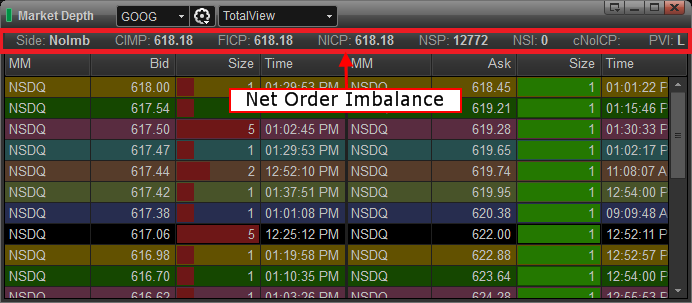 Market Depth GOOG TotalView
Side: NoImb CIMP: 618.18 FICP: 618.18 NICP: 618.18 NSP: 12772 NSI: 0 cNoICP: PVI: L
MM Bid Size Time MM Ask Size Time
NSDQ 618.00 1 01:29:53 PM NSDQ 618.45 1 01:01:22 P
NSDQ 617.54 NSDQ 619.21 1 01:15:46 F
Net Order Imbalance
NSDQ 617.50 5 01:02:45 PM NSDQ 619.28 1 01:30:33 P
NSDQ 617.47 1 01:29:53 PM NSDQ 619.65 1 01:02:17 F
NSDQ 617.44 2 12:52:10 PM NSDQ 619.74 1 11:08:07 A
NSDQ 617.42 1 01:37:51 PM NSDQ 619.95 1 12:54:00 F
NSDQ 617.38 1 01:01:08 PM NSDQ 620.38 1 09:09:48 A
NSDQ 617.06 5 12:25:12 PM NSDQ 622.00 1 12:52:11 F
NSDQ 616.98 1 01:19:58 PM NSDQ 622.88 1 12:52:57 F
NSDQ 616.70 1 01:10:35 PM NSDQ 623.64 1 12:54:00 F
NSDQ 616.62 1 01:03:26 PM NSDQ 624.28 1 12:55:53 F